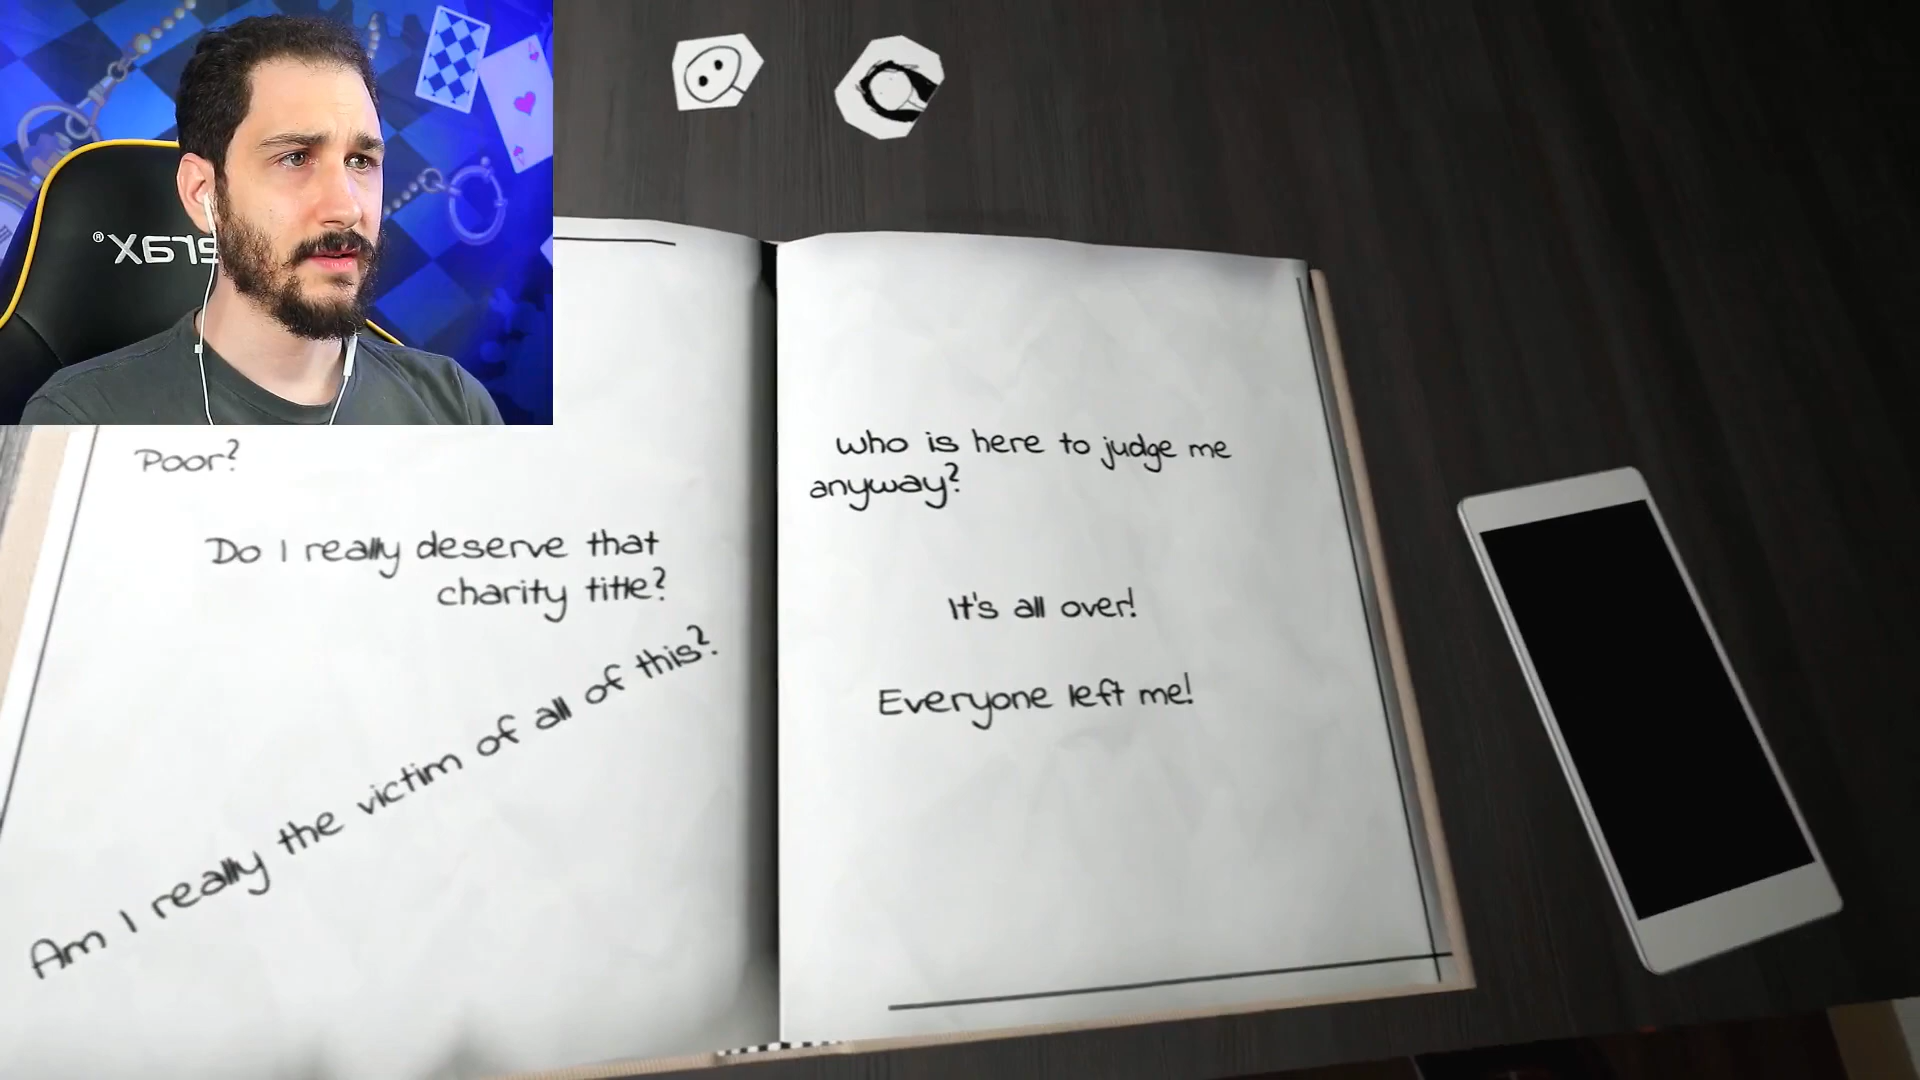 Poor?
Do I really deserve that
charity title?
Am I really the victim of all of this?
Who is here to judge me
anyway?
It's all over!
Everyone left me!